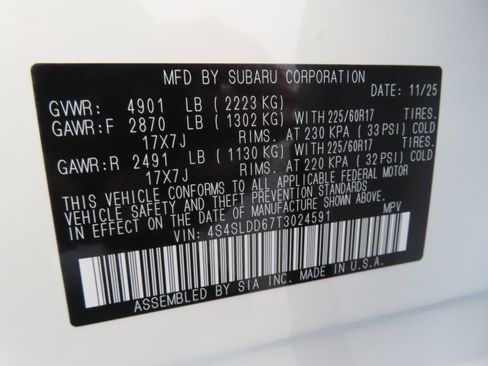 MFD BY SUBARU CORPORATION
DATE: 11/25
GVWR: 4901 LB (2223 KG)
GAWR:F 2870 LB (1302 KG) WITH 225/60R17 TIRES.
17X7J RIMS. AT 230 KPA (33 PSI) COLD
GAWR:R 2491 LB (1130 KG) WITH 225/60R17 TIRES.
17X7J RIMS. AT 220 KPA (32 PSI) COLD
THIS VEHICLE CONFORMS TO ALL APPLICABLE FEDERAL MOTOR
VEHICLE SAFETY AND THEFT PREVENTION STANDARDS
IN EFFECT ON THE DATE OF MANUFACTURE SHOWN ABOVE.
VIN: 4S4SLDD67T3024591 MPV
ASSEMBLED BY SIA INC. MADE IN U.S.A.